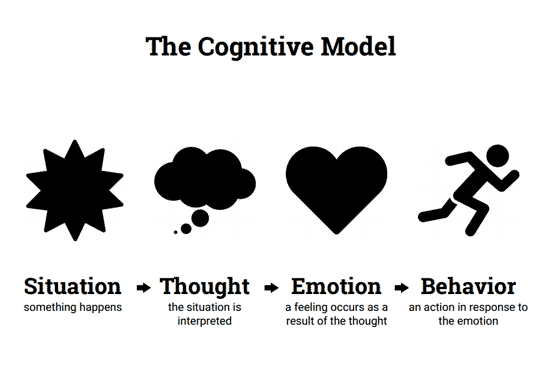 The Cognitive Model
Situation → Thought → Emotion → Behavior
something happens
the situation is
interpreted
a feeling occurs as a
result of the thought
an action in response to
the emotion